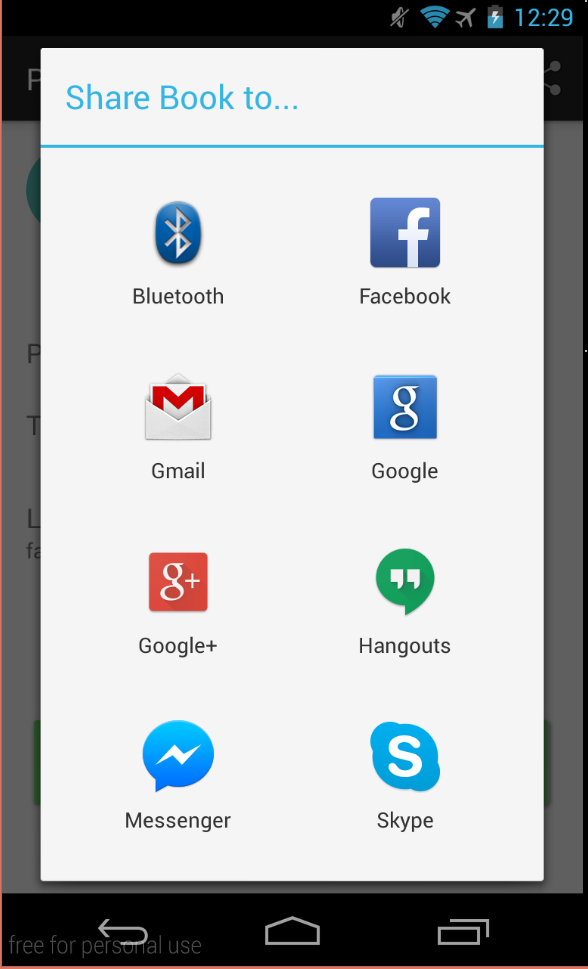 12:29
Share Book to...
Bluetooth
Facebook
Gmail
Google
Google+
Hangouts
Messenger
Skype
free for personal use